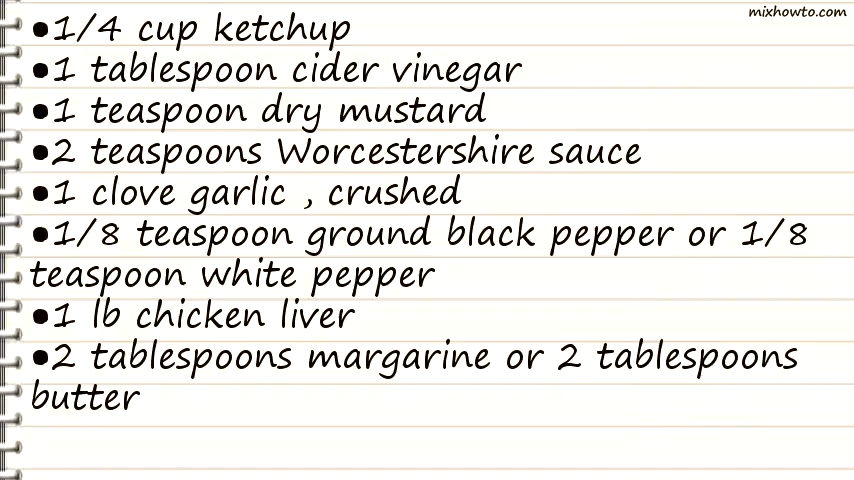 mixhowto.com
•1/4 cup ketchup
•1 tablespoon cider vinegar
•1 teaspoon dry mustard
•2 teaspoons Worcestershire sauce
•1 clove garlic , crushed
•1/8 teaspoon ground black pepper or 1/8
teaspoon white pepper
•1 lb chicken liver
•2 tablespoons margarine or 2 tablespoons
butter